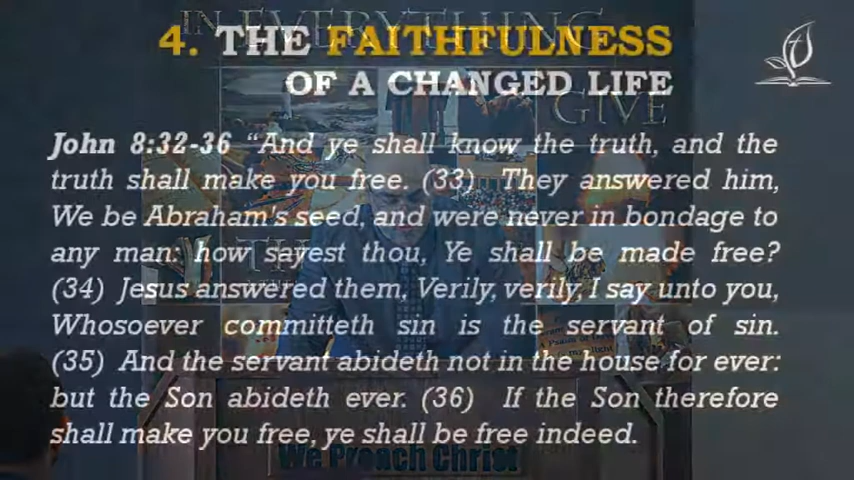 IN EVERYTHING
4. THE FAITHFULNESS
OF A CHANGED LIFE
GIVE
John 8:32-36 “And ye shall know the truth, and the
truth shall make you free. (33) They answered him,
We be Abraham's seed, and were never in bondage to
any man: how sayest thou, Ye shall be made free?
TH
(34) Jesus answered them, Verily, verily, I say unto you,
Whosoever committeth sin is the servant of sin.
(35) And the servant abideth not in the house for ever:
but the Son abideth ever. (36) If the Son therefore
shall make you free, ye shall be free indeed.
We Preach Christ